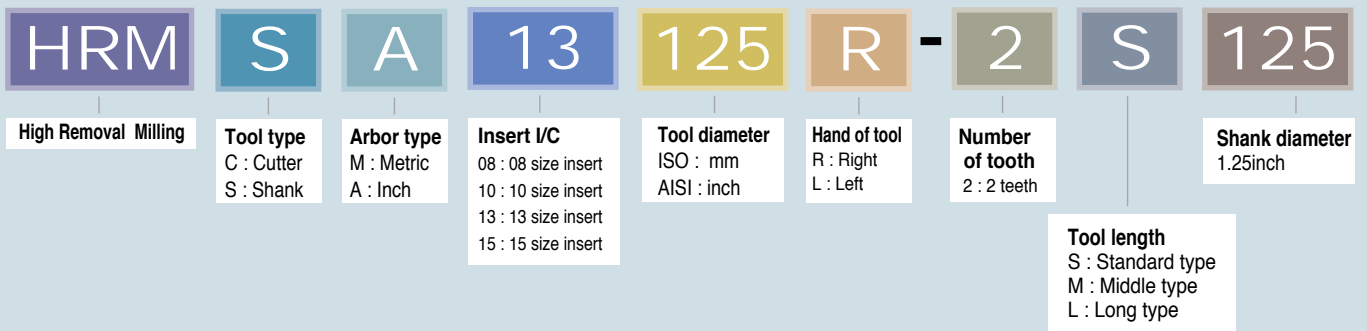 HRM S A 13 125 R - 2 S 125
High Removal Milling
Tool type
C : Cutter
S : Shank
Arbor type
M : Metric
A : Inch
Insert I/C
08 : 08 size insert
10 : 10 size insert
13 : 13 size insert
15 : 15 size insert
Tool diameter
ISO : mm
AISI : inch
Hand of tool
R : Right
L : Left
Number
of tooth
2 : 2 teeth
Tool length
S : Standard type
M : Middle type
L : Long type
Shank diameter
1.25inch